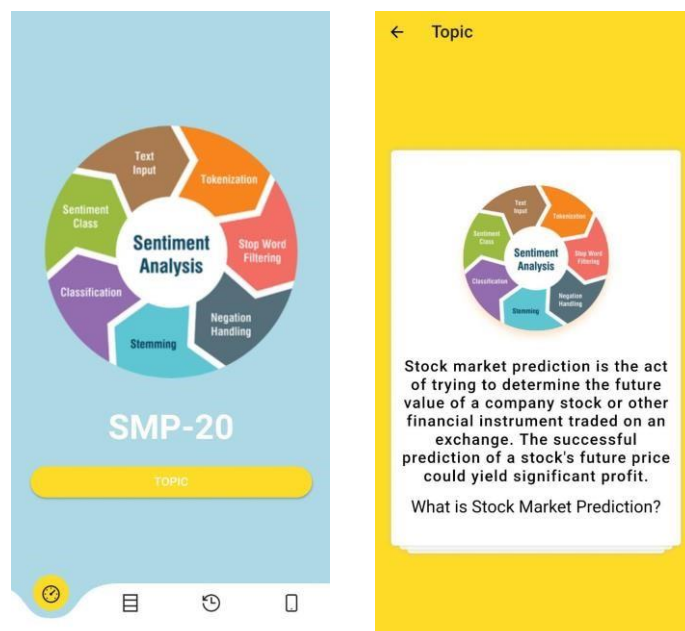 Text
Input
Tokenization
Sentiment
Class
Sentiment
Analysis
Stop Word
Filtering
Classification
Negation
Handling
Stemming
SMP-20
TOPIC
Topic
Text
Input
Tokenization
Sentiment
Class
Sentiment
Analysis
Stop Word
Filtering
Classification
Negation
Handling
Stemming
Stock market prediction is the act
of trying to determine the future
value of a company stock or other
financial instrument traded on an
exchange. The successful
prediction of a stock's future price
could yield significant profit.
What is Stock Market Prediction?